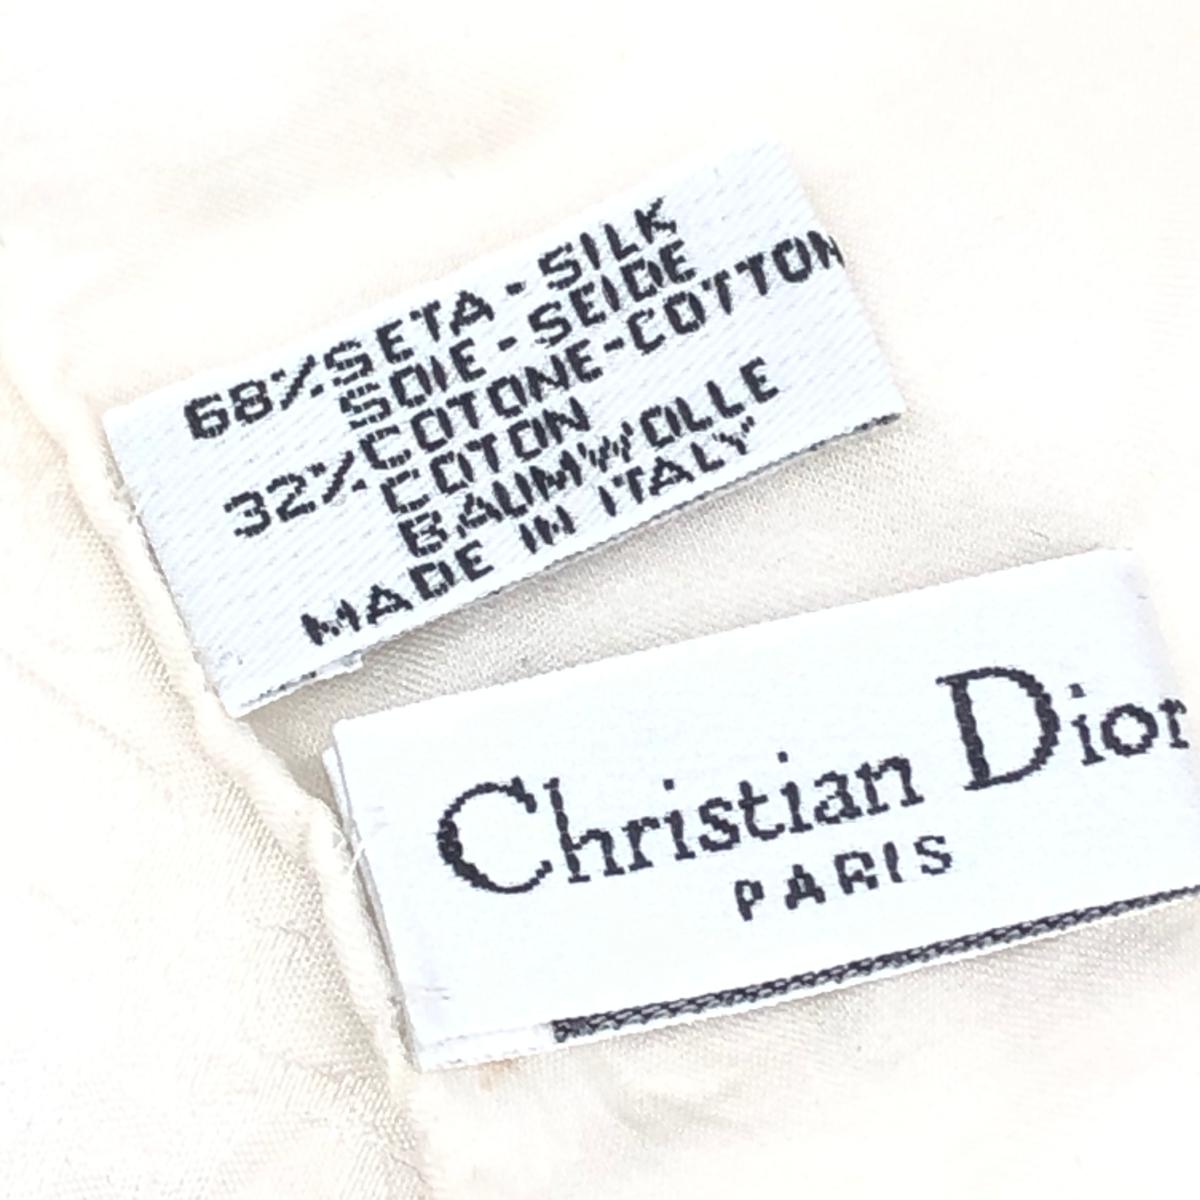 68% SETA - SILK
SOIE - SEIDE
32% COTONE - COTTON
COTON
BAUMWOLLE
MADE IN ITALY
Christian Dior
PARIS